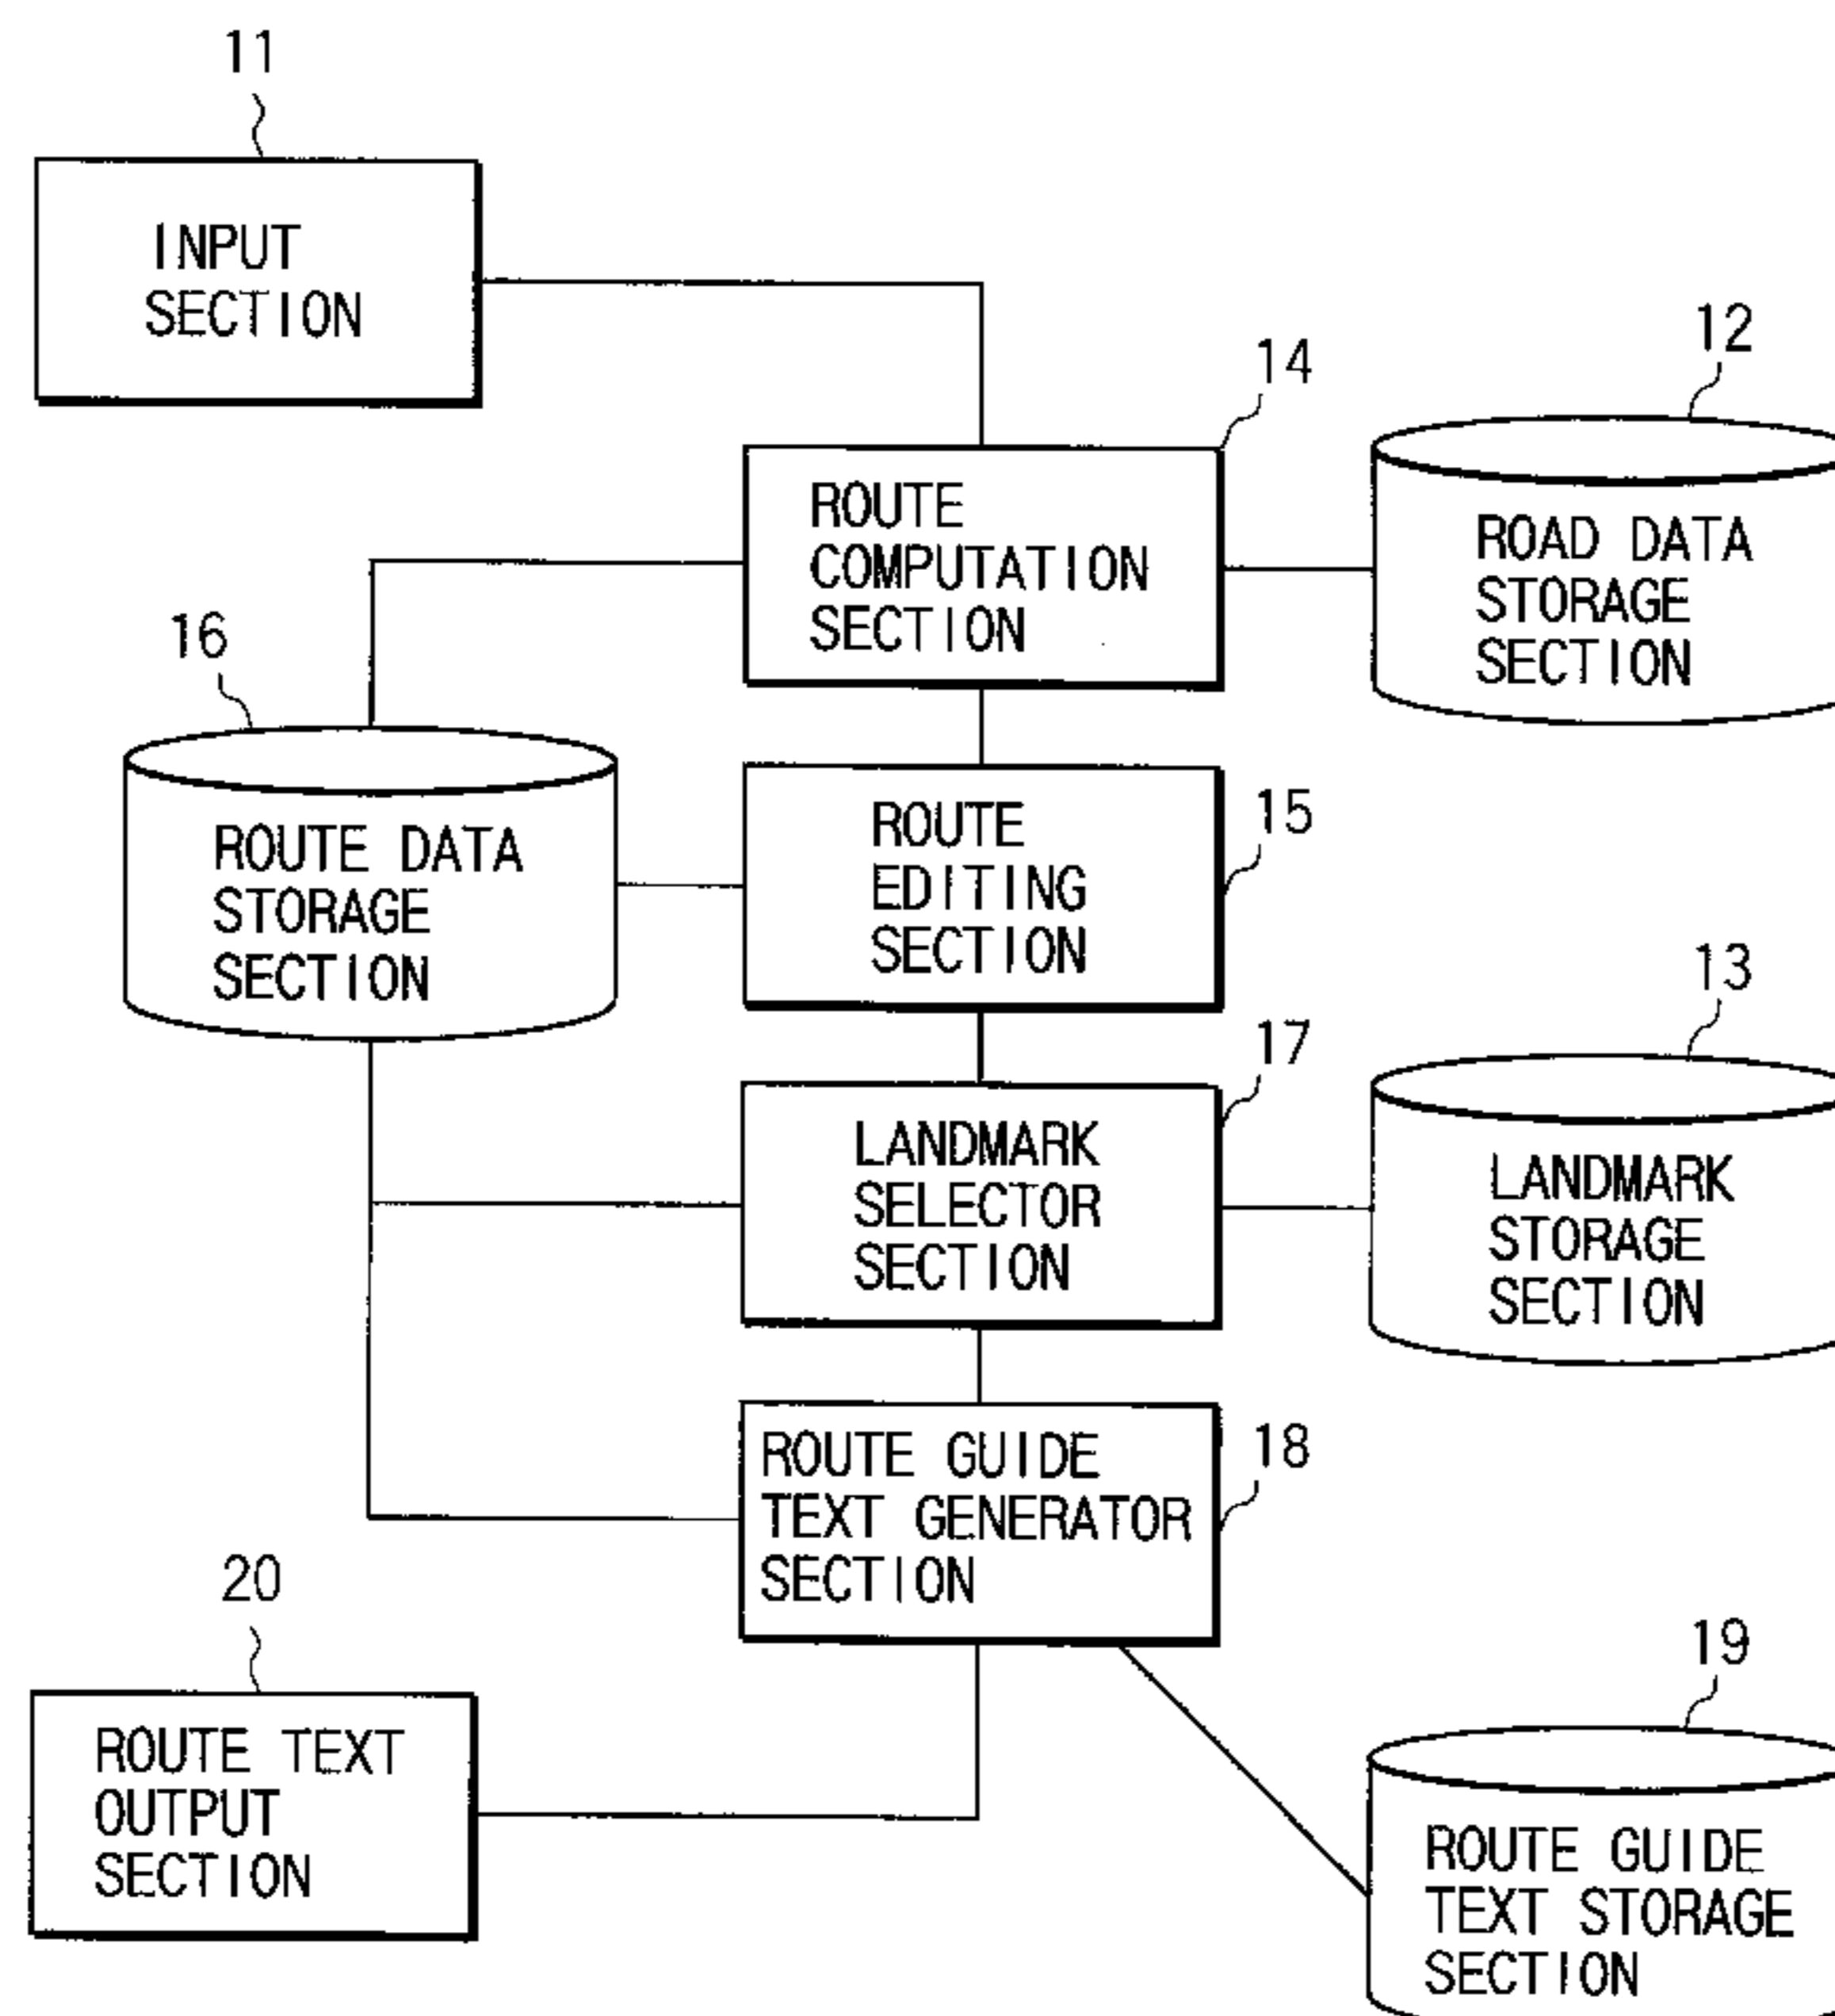 11
INPUT
SECTION
14
12
ROUTE
COMPUTATION
SECTION
ROAD DATA
STORAGE
SECTION
16
ROUTE DATA
STORAGE
SECTION
15
ROUTE
EDITING
SECTION
13
17
LANDMARK
SELECTOR
SECTION
LANDMARK
STORAGE
SECTION
18
ROUTE GUIDE
TEXT GENERATOR
SECTION
20
ROUTE TEXT
OUTPUT
SECTION
19
ROUTE GUIDE
TEXT STORAGE
SECTION